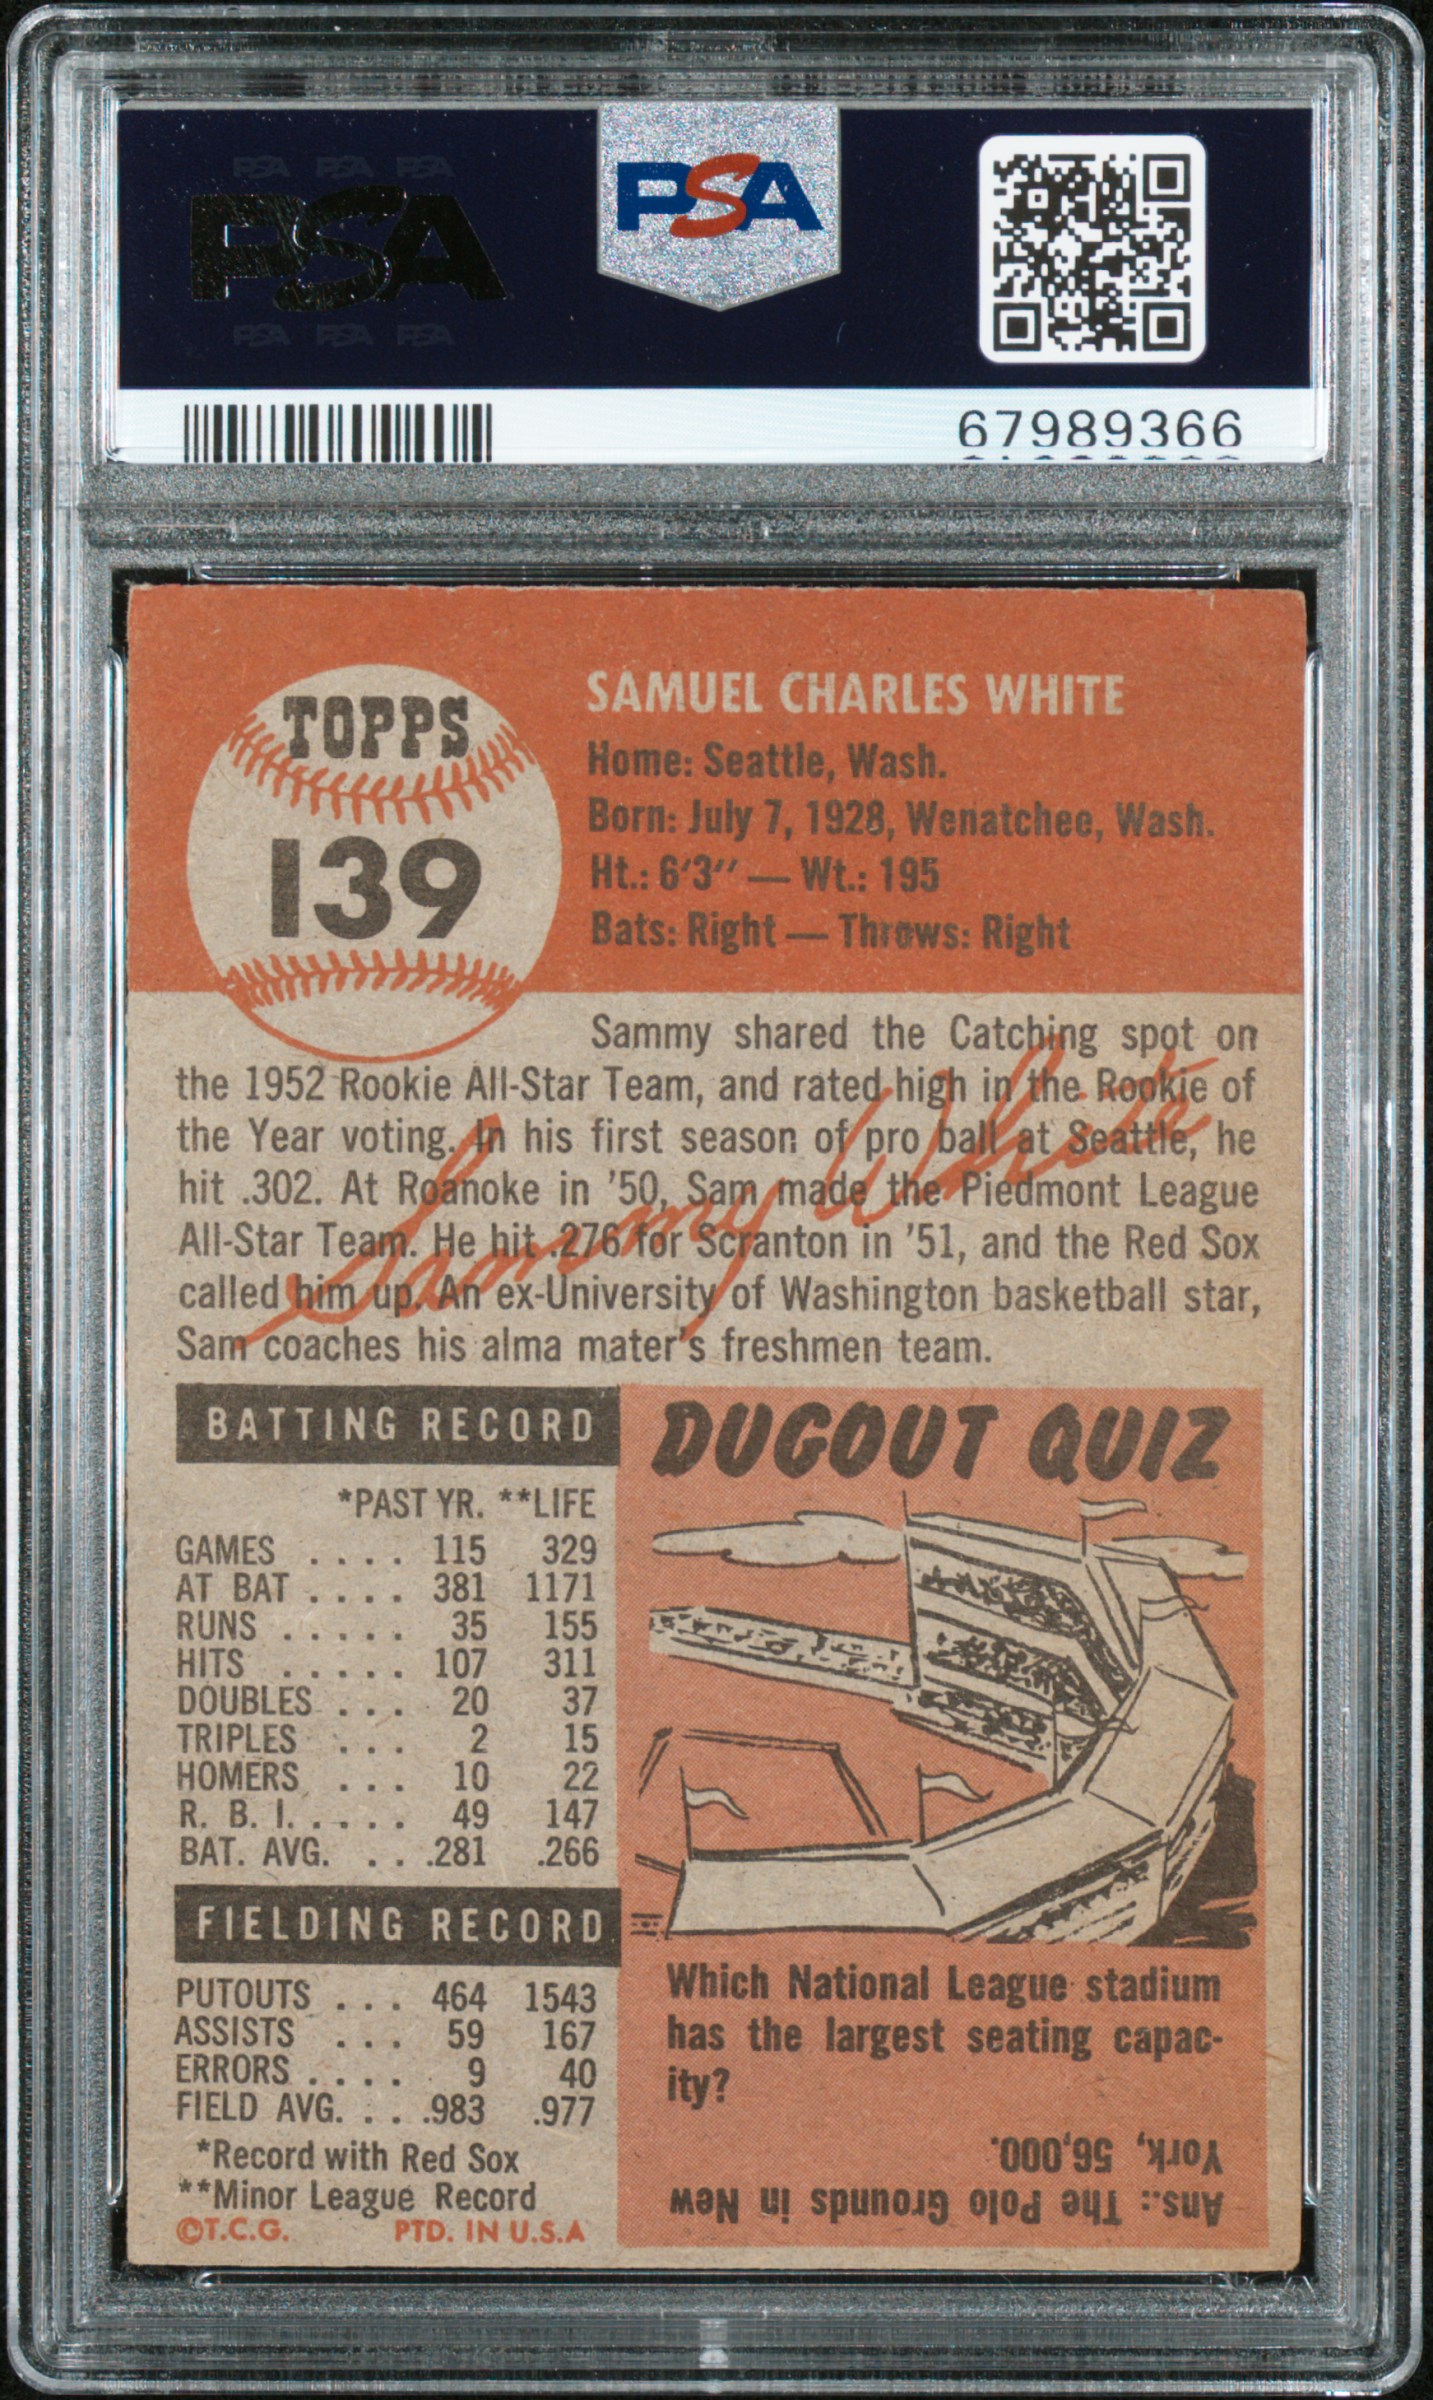 PSA PSA PSA
PSA
PSA PSA PSA
PSA
67989366
TOPPS
139
SAMUEL CHARLES WHITE
Home: Seattle, Wash.
Born: July 7, 1928, Wenatchee, Wash.
Ht.: 6'3" — Wt.: 195
Bats: Right — Throws: Right
Sammy shared the Catching spot on
the 1952 Rookie All-Star Team, and rated high in the Rookie of
the Year voting. In his first season of pro ball at Seattle, he
hit .302. At Roanoke in '50, Sam made the Piedmont League
All-Star Team. He hit .276 for Scranton in '51, and the Red Sox
called him up. An ex-University of Washington basketball star,
Sam coaches his alma mater's freshmen team.
Sammy White
BATTING RECORD
*PAST YR. **LIFE
GAMES .... 115 329
AT BAT .... 381 1171
RUNS ..... 35 155
HITS ..... 107 311
DOUBLES ... 20 37
TRIPLES ... 2 15
HOMERS ... 10 22
R. B. I. .... 49 147
BAT. AVG. ...281 .266
FIELDING RECORD
PUTOUTS ... 464 1543
ASSISTS ... 59 167
ERRORS .... 9 40
FIELD AVG. ...983 .977
*Record with Red Sox
**Minor League Record
©T.C.G. PTD. IN U.S.A
DUGOUT QUIZ
Which National League stadium
has the largest seating capac-
ity?
Ans.: The Polo Grounds in New
York, 56,000.